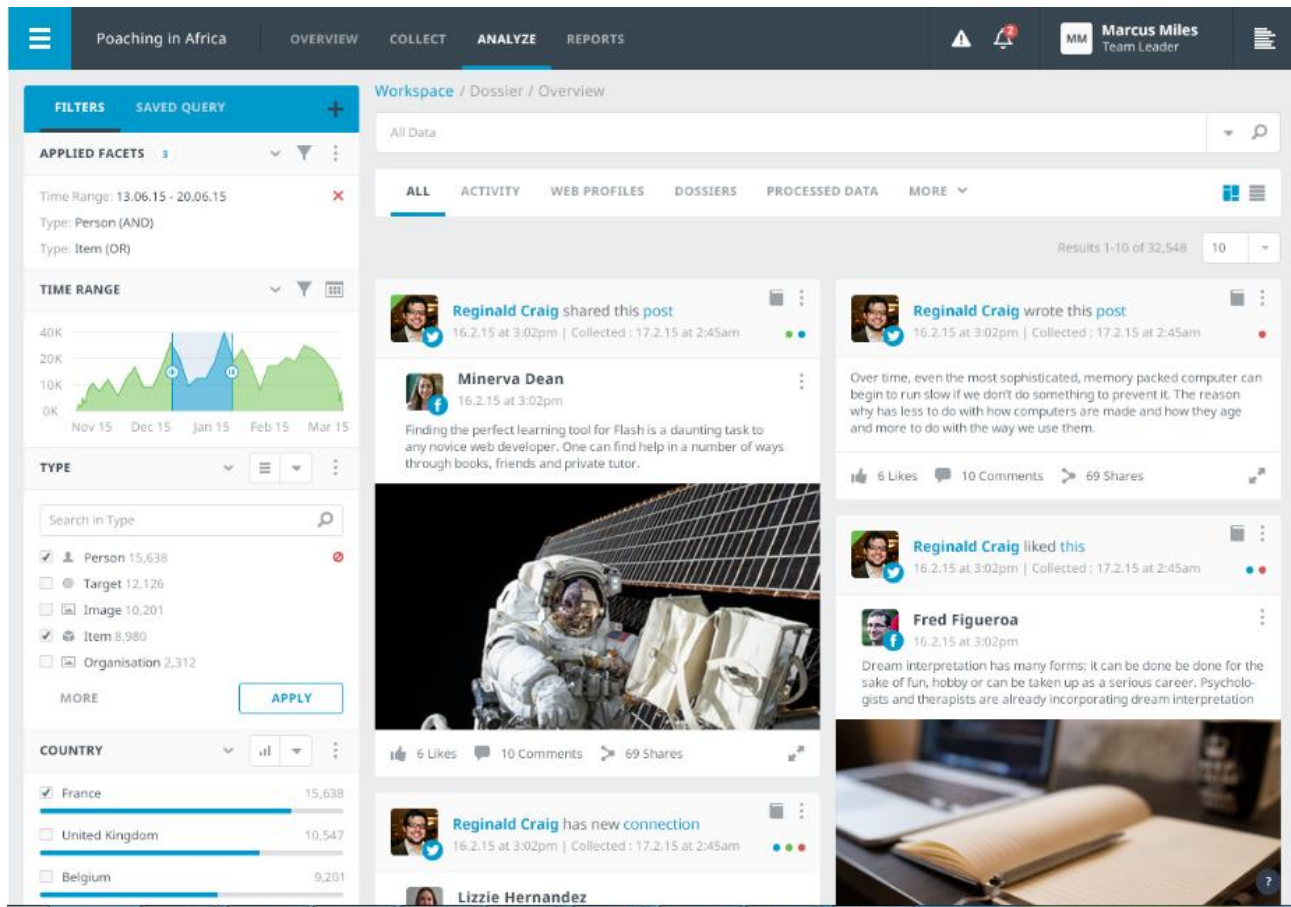 Poaching in Africa
OVERVIEW
COLLECT
ANALYZE
REPORTS
2
MM
Marcus Miles
Team Leader
FILTERS
SAVED QUERY
APPLIED FACETS 3
Time Range: 13.06.15 - 20.06.15
Type: Person (AND)
Type: Item (OR)
TIME RANGE
40K
20K
10K
0K
Nov 15 Dec 15 Jan 15 Feb 15 Mar 15
TYPE
Search in Type
Person 15,638
Target 12,126
Image 10,201
Item 8,980
Organisation 2,312
MORE
APPLY
COUNTRY
France 15,638
United Kingdom 10,547
Belgium 9,201
Workspace / Dossier / Overview
All Data
ALL
ACTIVITY
WEB PROFILES
DOSSIERS
PROCESSED DATA
MORE
Results 1-10 of 32,548
10
Reginald Craig shared this post
16.2.15 at 3:02pm | Collected : 17.2.15 at 2:45am
Minerva Dean
16.2.15 at 3:02pm
Finding the perfect learning tool for Flash is a daunting task to
any novice web developer. One can find help in a number of ways
through books, friends and private tutor.
6 Likes
10 Comments
69 Shares
Reginald Craig has new connection
16.2.15 at 3:02pm | Collected : 17.2.15 at 2:45am
Lizzie Hernandez
Reginald Craig wrote this post
16.2.15 at 3:02pm | Collected : 17.2.15 at 2:45am
Over time, even the most sophisticated, memory packed computer can
begin to run slow if we don't do something to prevent it. The reason
why has less to do with how computers are made and how they age
and more to do with the way we use them.
6 Likes
10 Comments
69 Shares
Reginald Craig liked this
16.2.15 at 3:02pm | Collected : 17.2.15 at 2:45am
Fred Figueroa
16.2.15 at 3:02pm
Dream interpretation has many forms; it can be done be done for the
sake of fun, hobby or can be taken up as a serious career. Psycholo-
gists and therapists are already incorporating dream interpretation
?